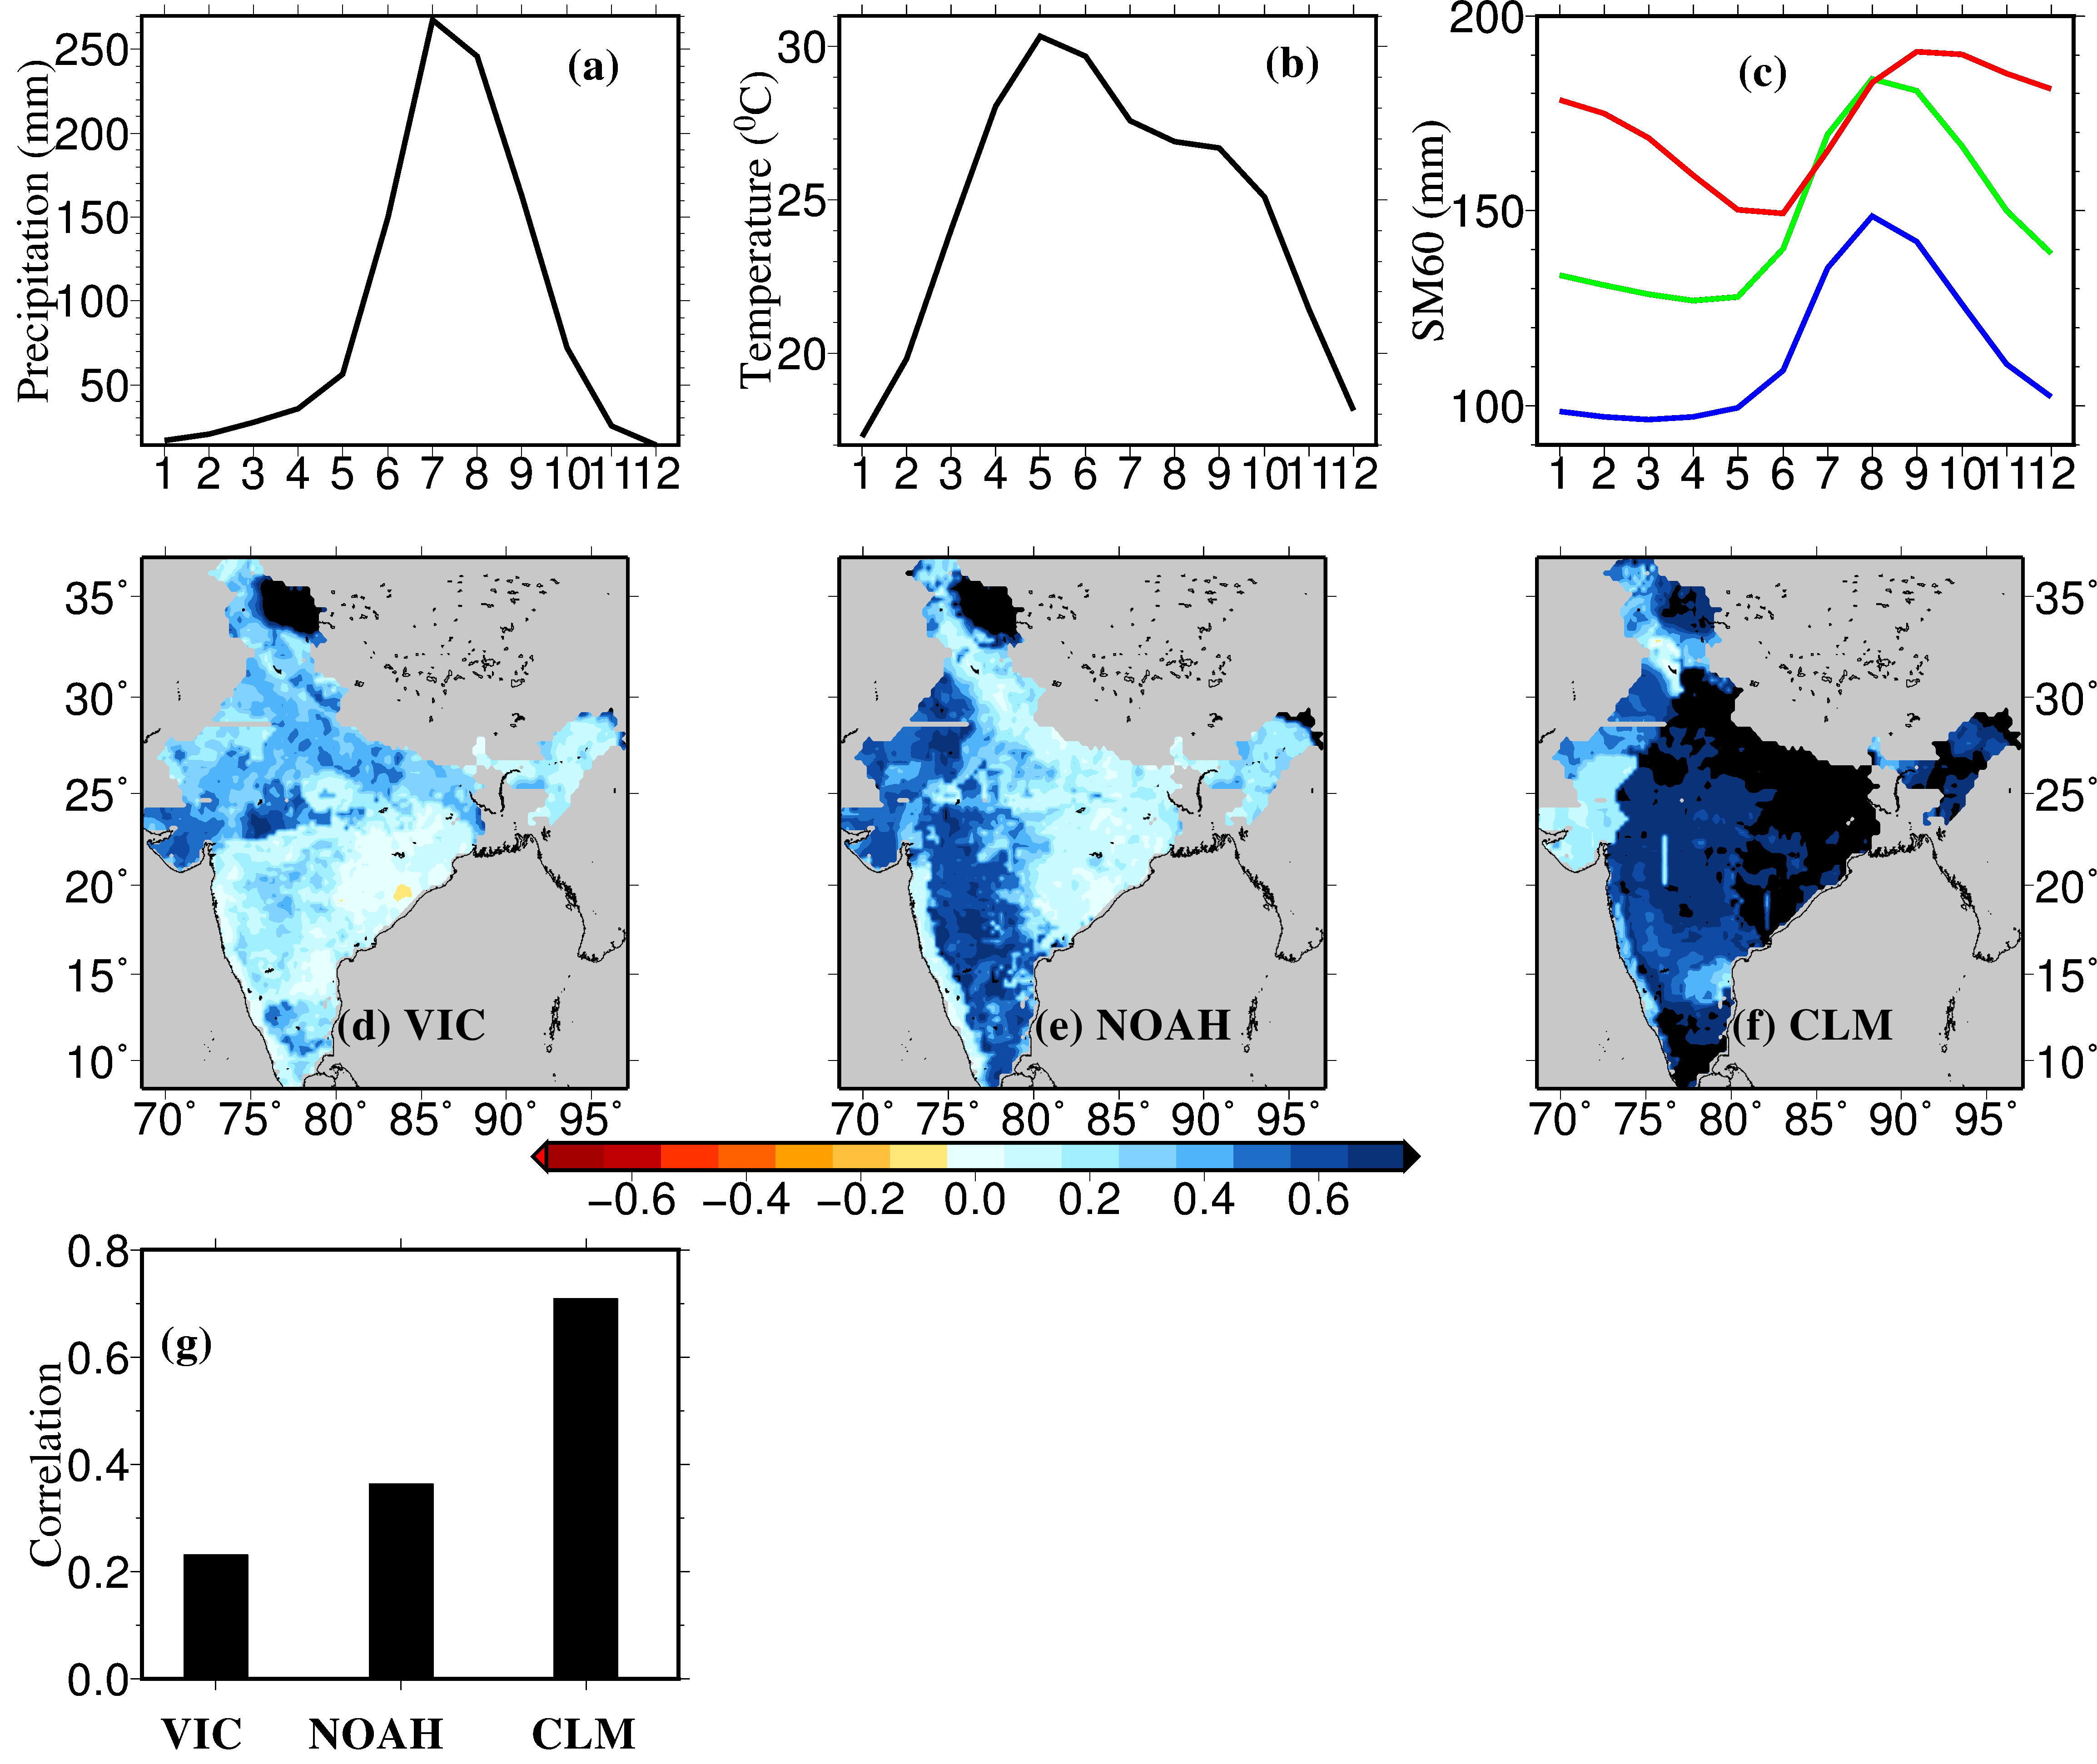 Precipitation (mm)
250
200
150
100
50
(a)
1 2 3 4 5 6 7 8 9 10 11 12
Temperature (⁰C)
30
25
20
(b)
1 2 3 4 5 6 7 8 9 10 11 12
SM60 (mm)
200
150
100
(c)
1 2 3 4 5 6 7 8 9 10 11 12
35°
30°
25°
20°
15°
10°
(d) VIC
70° 75° 80° 85° 90° 95°
(e) NOAH
70° 75° 80° 85° 90° 95°
(f) CLM
35°
30°
25°
20°
15°
10°
70° 75° 80° 85° 90° 95°
−0.6 −0.4 −0.2 0.0 0.2 0.4 0.6
Correlation
0.8
0.6
0.4
0.2
0.0
(g)
VIC NOAH CLM